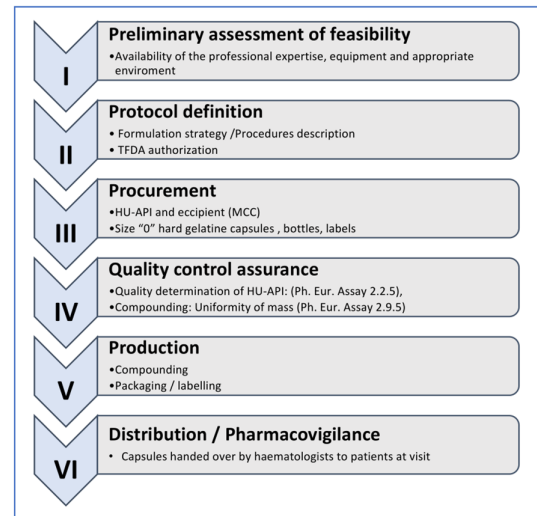 I
Preliminary assessment of feasibility
•Availability of the professional expertise, equipment and appropriate
enviroment
II
Protocol definition
• Formulation strategy /Procedures description
• TFDA authorization
III
Procurement
•HU-API and eccipient (MCC)
•Size “0” hard gelatine capsules , bottles, labels
IV
Quality control assurance
•Quality determination of HU-API: (Ph. Eur. Assay 2.2.5),
•Compounding: Uniformity of mass (Ph. Eur. Assay 2.9.5)
V
Production
•Compounding
•Packaging / labelling
VI
Distribution / Pharmacovigilance
• Capsules handed over by haematologists to patients at visit